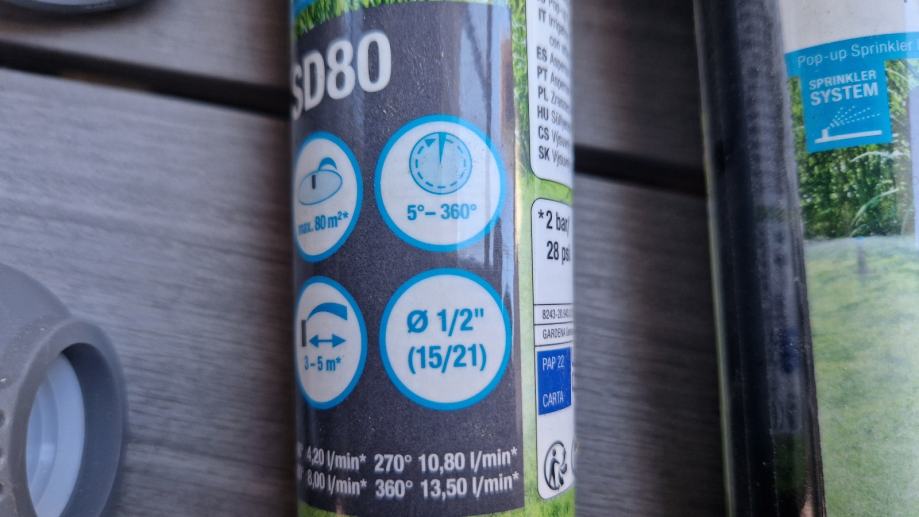 SD80
max. 80 m²*
5°– 360°
3 – 5 m*
Ø 1/2"
(15/21)
4,20 l/min* 270° 10,80 l/min*
8,00 l/min* 360° 13,50 l/min*
IT
ES
PT
PL
HU
CS
SK
*2 bar/
28 psi
GARDENA
PAP 22
CARTA
Pop-up Sprinkler
SPRINKLER
SYSTEM